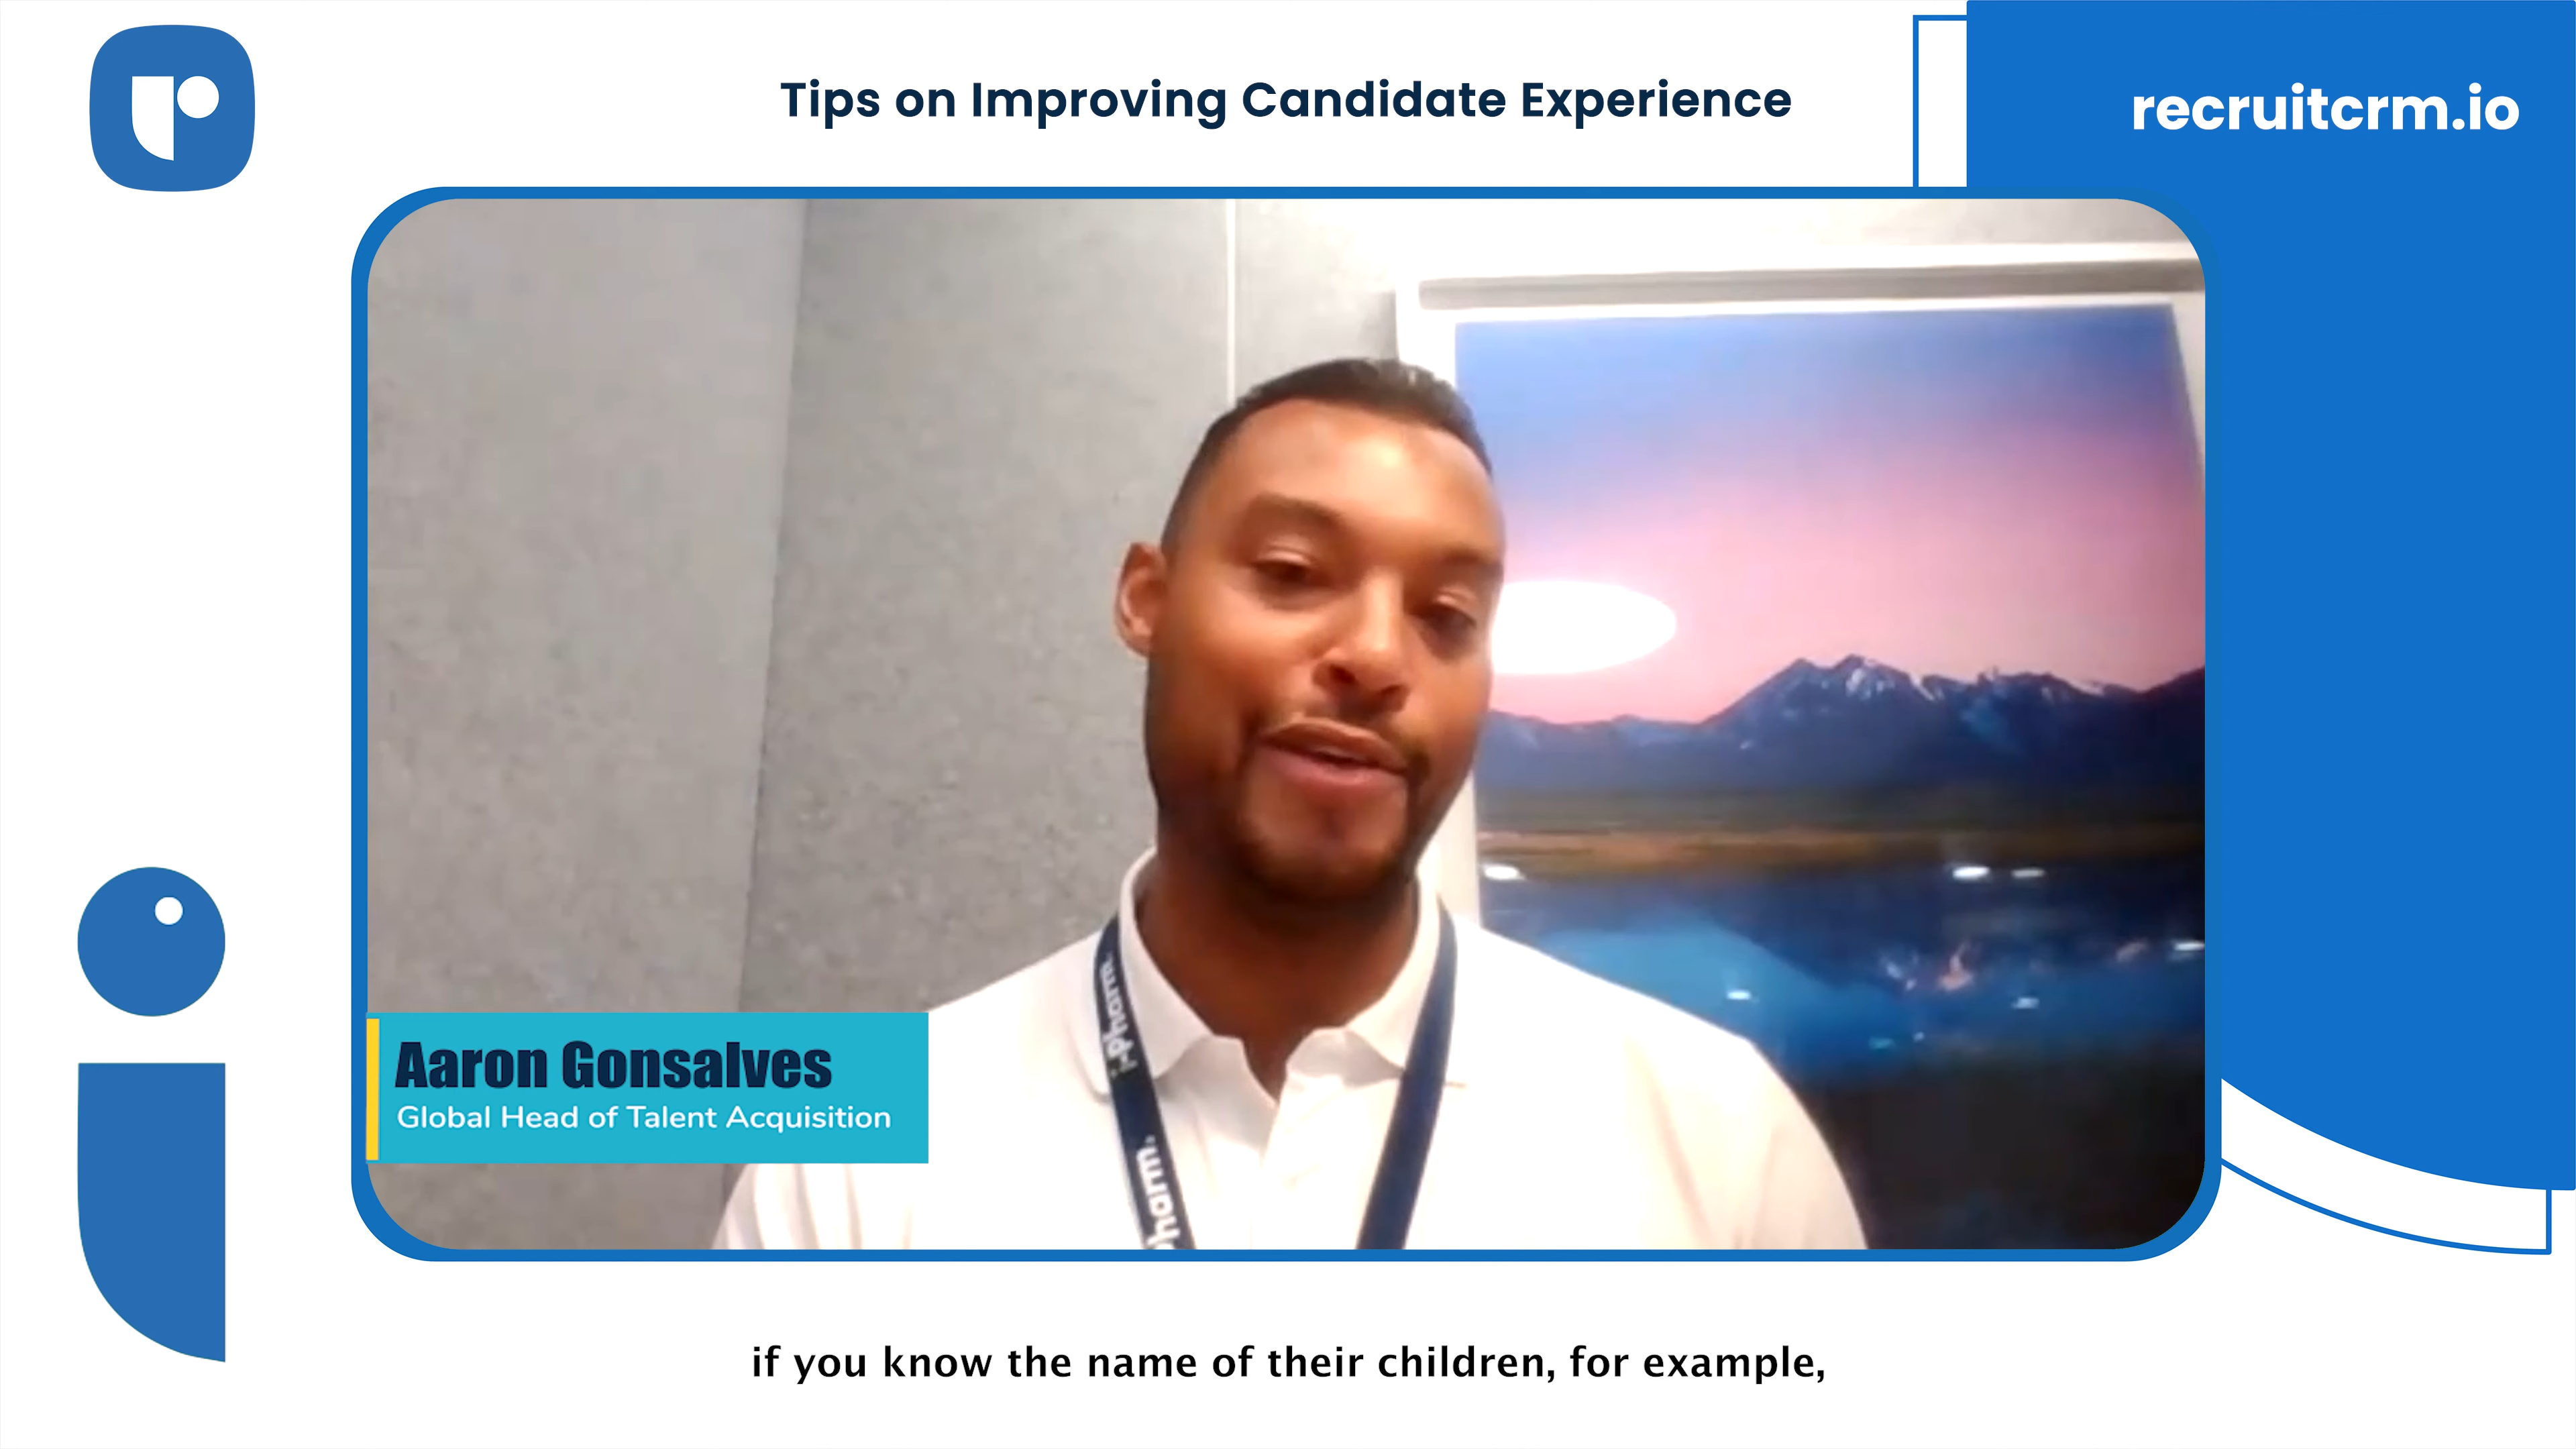 Tips on Improving Candidate Experience
recruitcrm.io
Aaron Gonsalves
Global Head of Talent Acquisition
if you know the name of their children, for example,